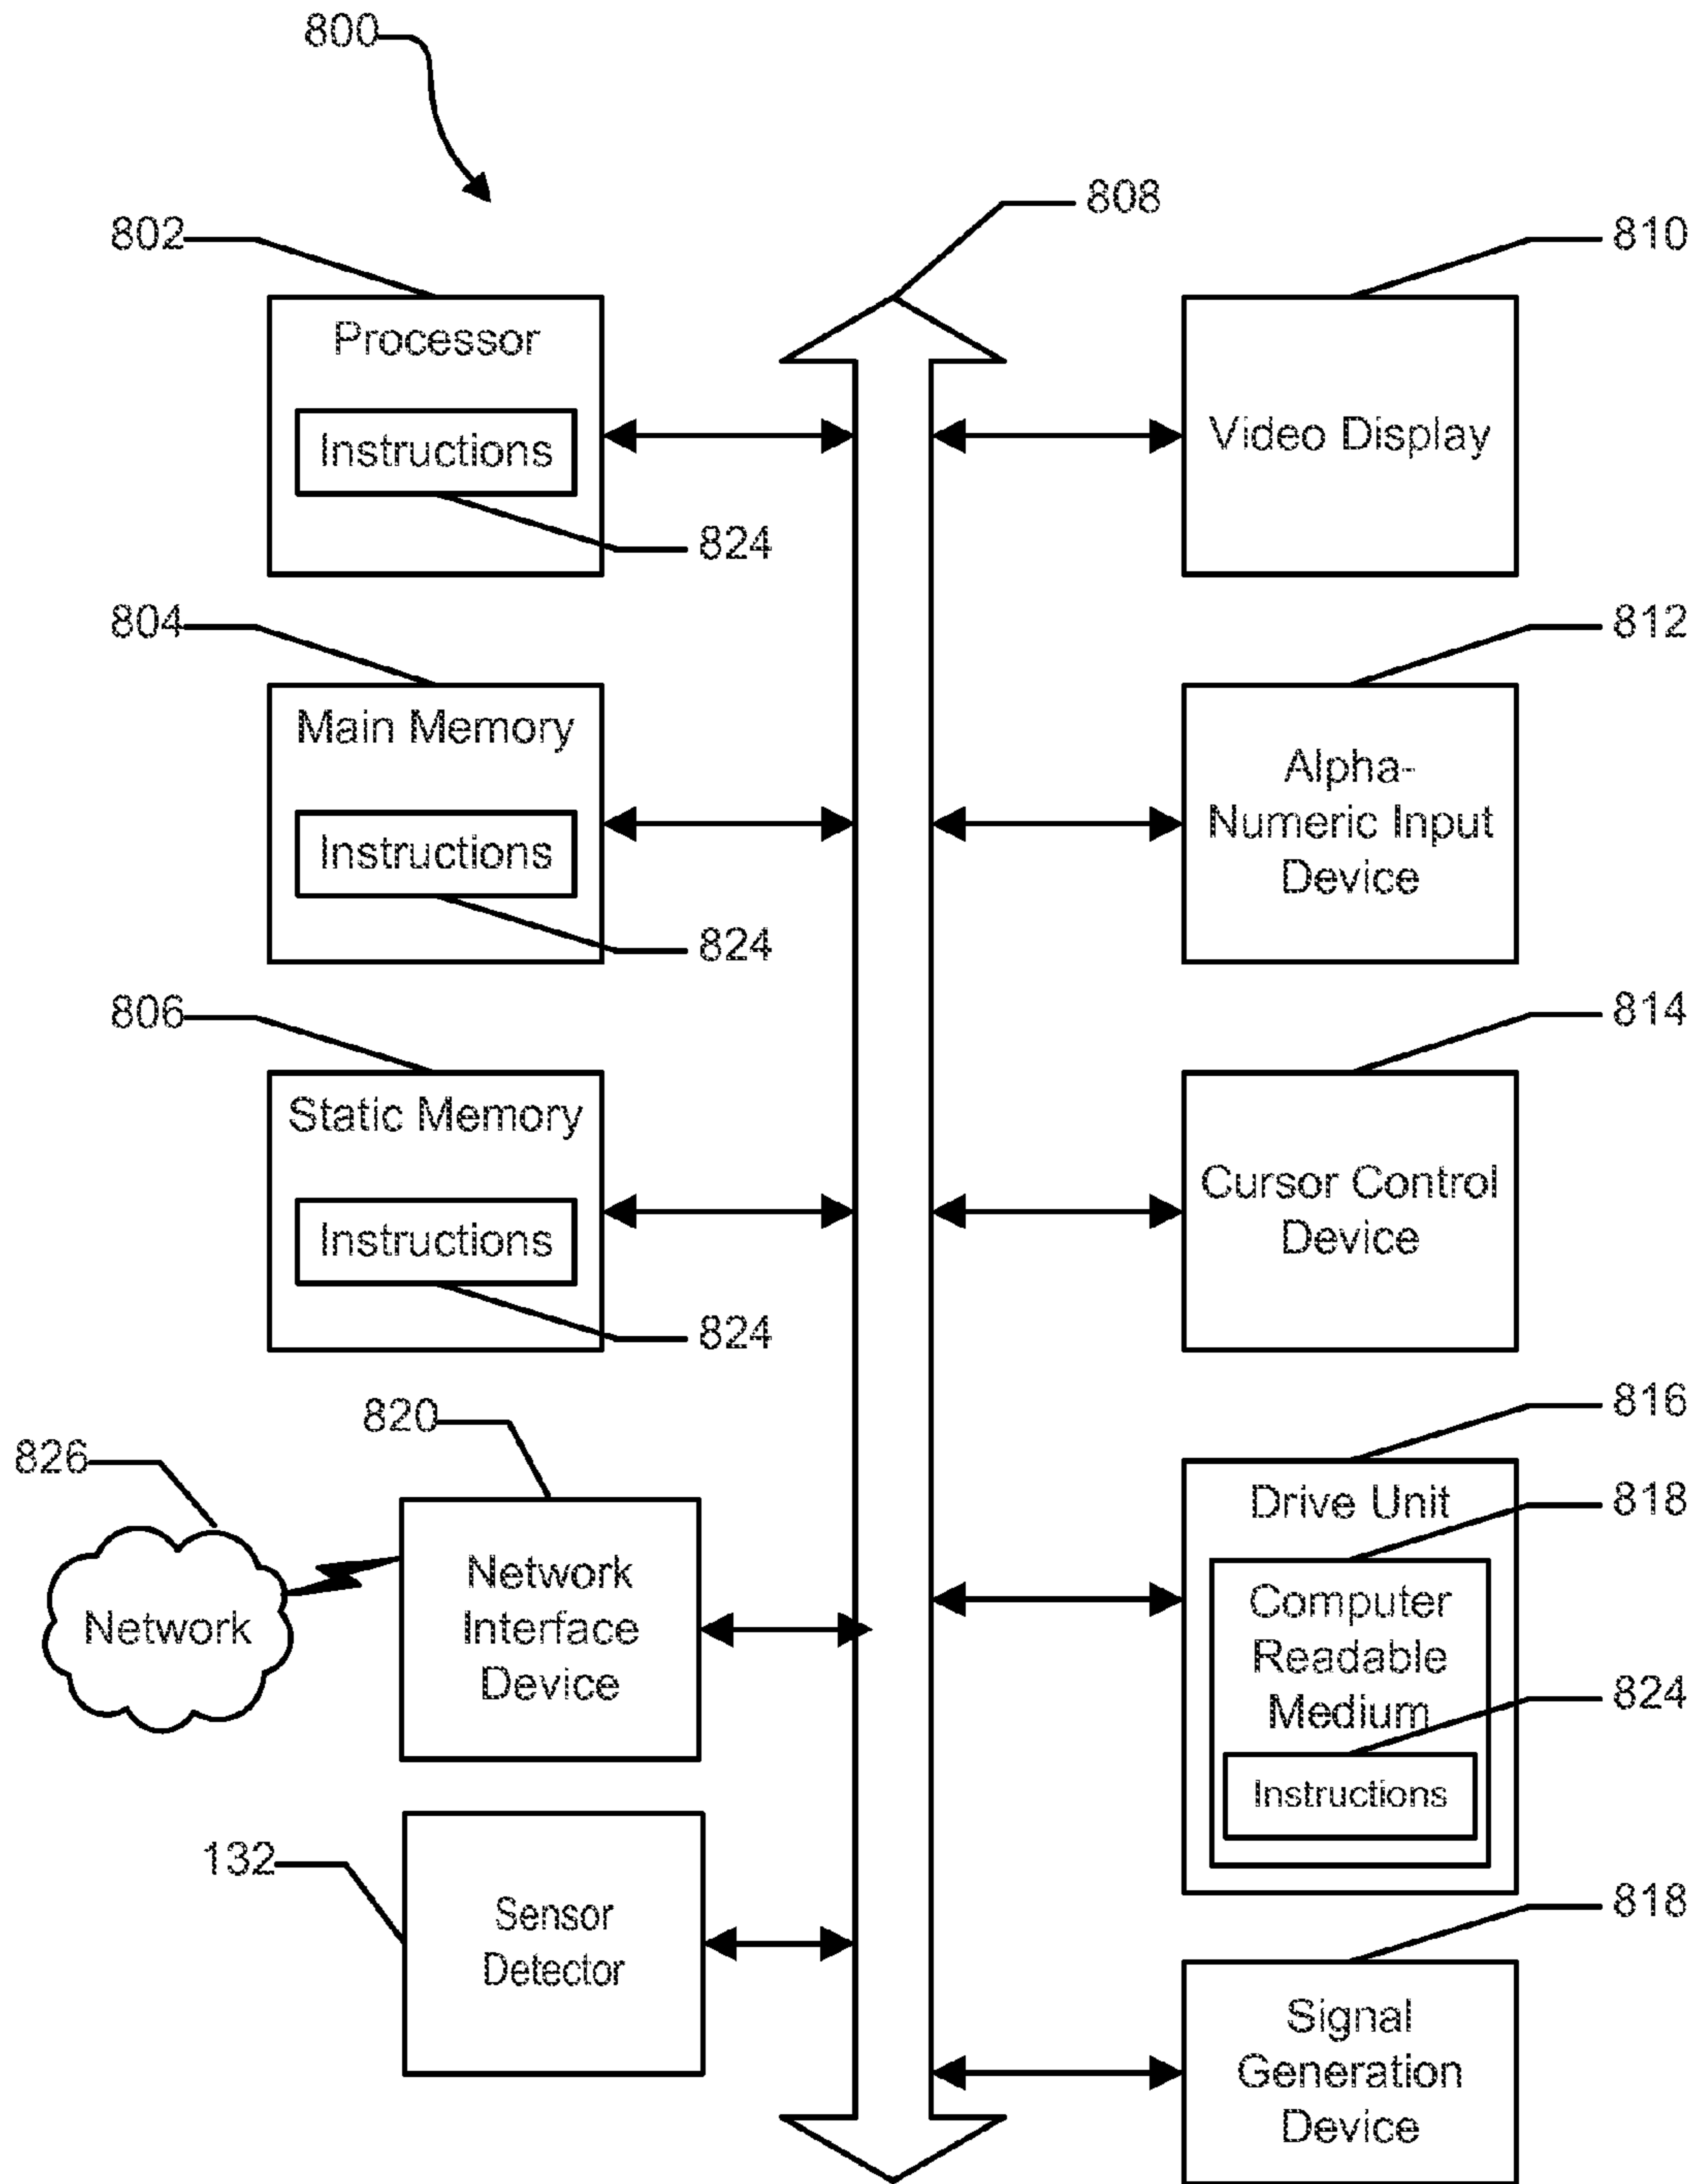 800
808
802
810
Processor
Instructions
824
Video Display
804
812
Main Memory
Instructions
824
Alpha-
Numeric Input
Device
806
814
Static Memory
Instructions
824
Cursor Control
Device
820
826
Network
Network
Interface
Device
816
Drive Unit
818
Computer
Readable
Medium
824
Instructions
132
Sensor
Detector
818
Signal
Generation
Device